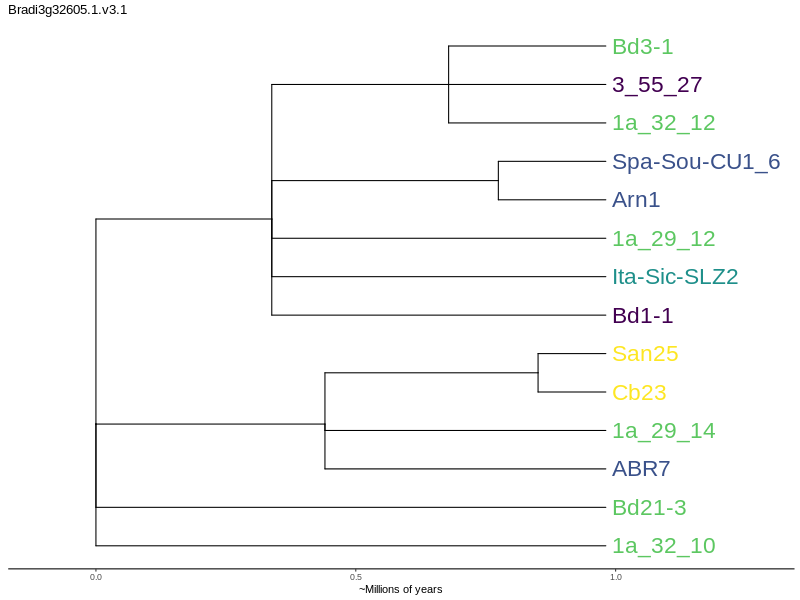 Bradi3g32605.1.v3.1
Bd3-1
3_55_27
1a_32_12
Spa-Sou-CU1_6
Arn1
1a_29_12
Ita-Sic-SLZ2
Bd1-1
San25
Cb23
1a_29_14
ABR7
Bd21-3
1a_32_10
0.0 0.5 1.0
~Millions of years